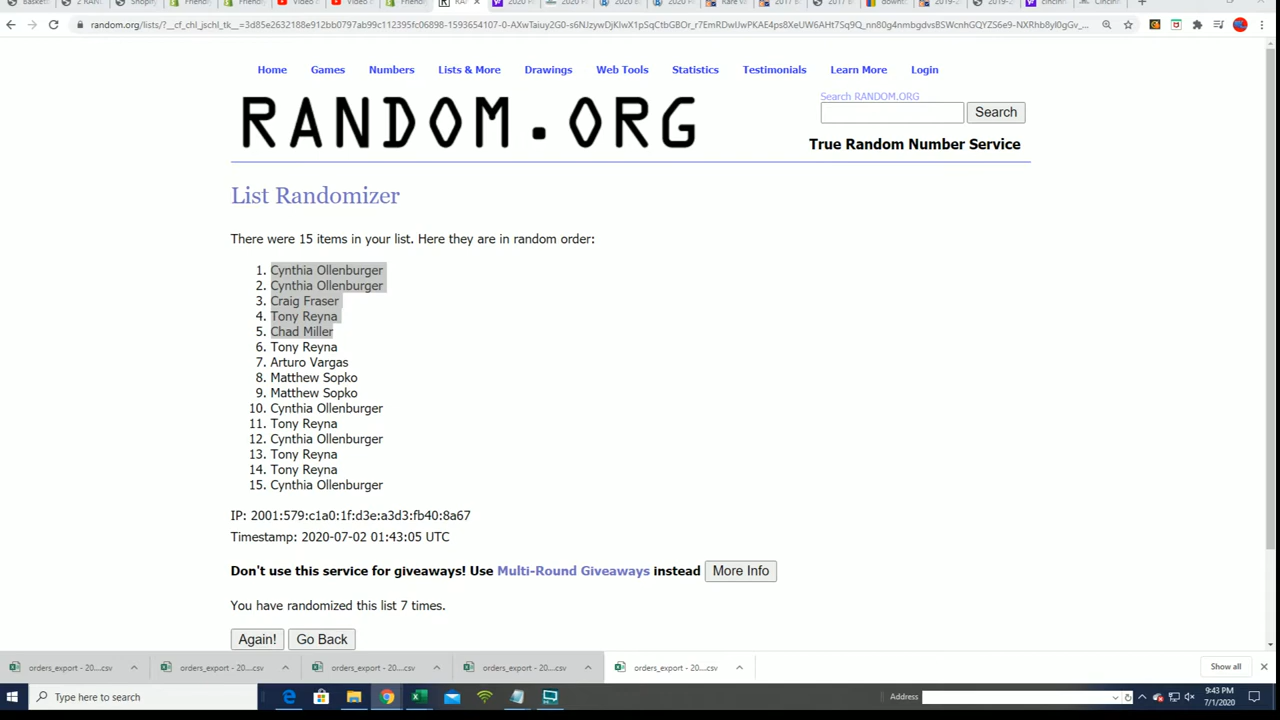 random.org/lists/?__cf_chl_jschl_tk__=3d85e2632188e912bb0797ab99c112395fc06898-1593654107-0-
Home Games Numbers Lists & More Drawings Web Tools Statistics Testimonials Learn More Login
Search RANDOM.ORG
RANDOM.ORG
Search
True Random Number Service
List Randomizer
There were 15 items in your list. Here they are in random order:
1. Cynthia Ollenburger
2. Cynthia Ollenburger
3. Craig Fraser
4. Tony Reyna
5. Chad Miller
6. Tony Reyna
7. Arturo Vargas
8. Matthew Sopko
9. Matthew Sopko
10. Cynthia Ollenburger
11. Tony Reyna
12. Cynthia Ollenburger
13. Tony Reyna
14. Tony Reyna
15. Cynthia Ollenburger
IP: 2001:579:c1a0:1f:d3e:a3d3:fb40:8a67
Timestamp: 2020-07-02 01:43:05 UTC
Don't use this service for giveaways! Use Multi-Round Giveaways instead More Info
You have randomized this list 7 times.
Again! Go Back
orders_export - 20....csv orders_export - 20....csv orders_export - 20....csv orders_export - 20....csv orders_export - 20....csv Show all
Type here to search Address 9:43 PM
7/1/2020